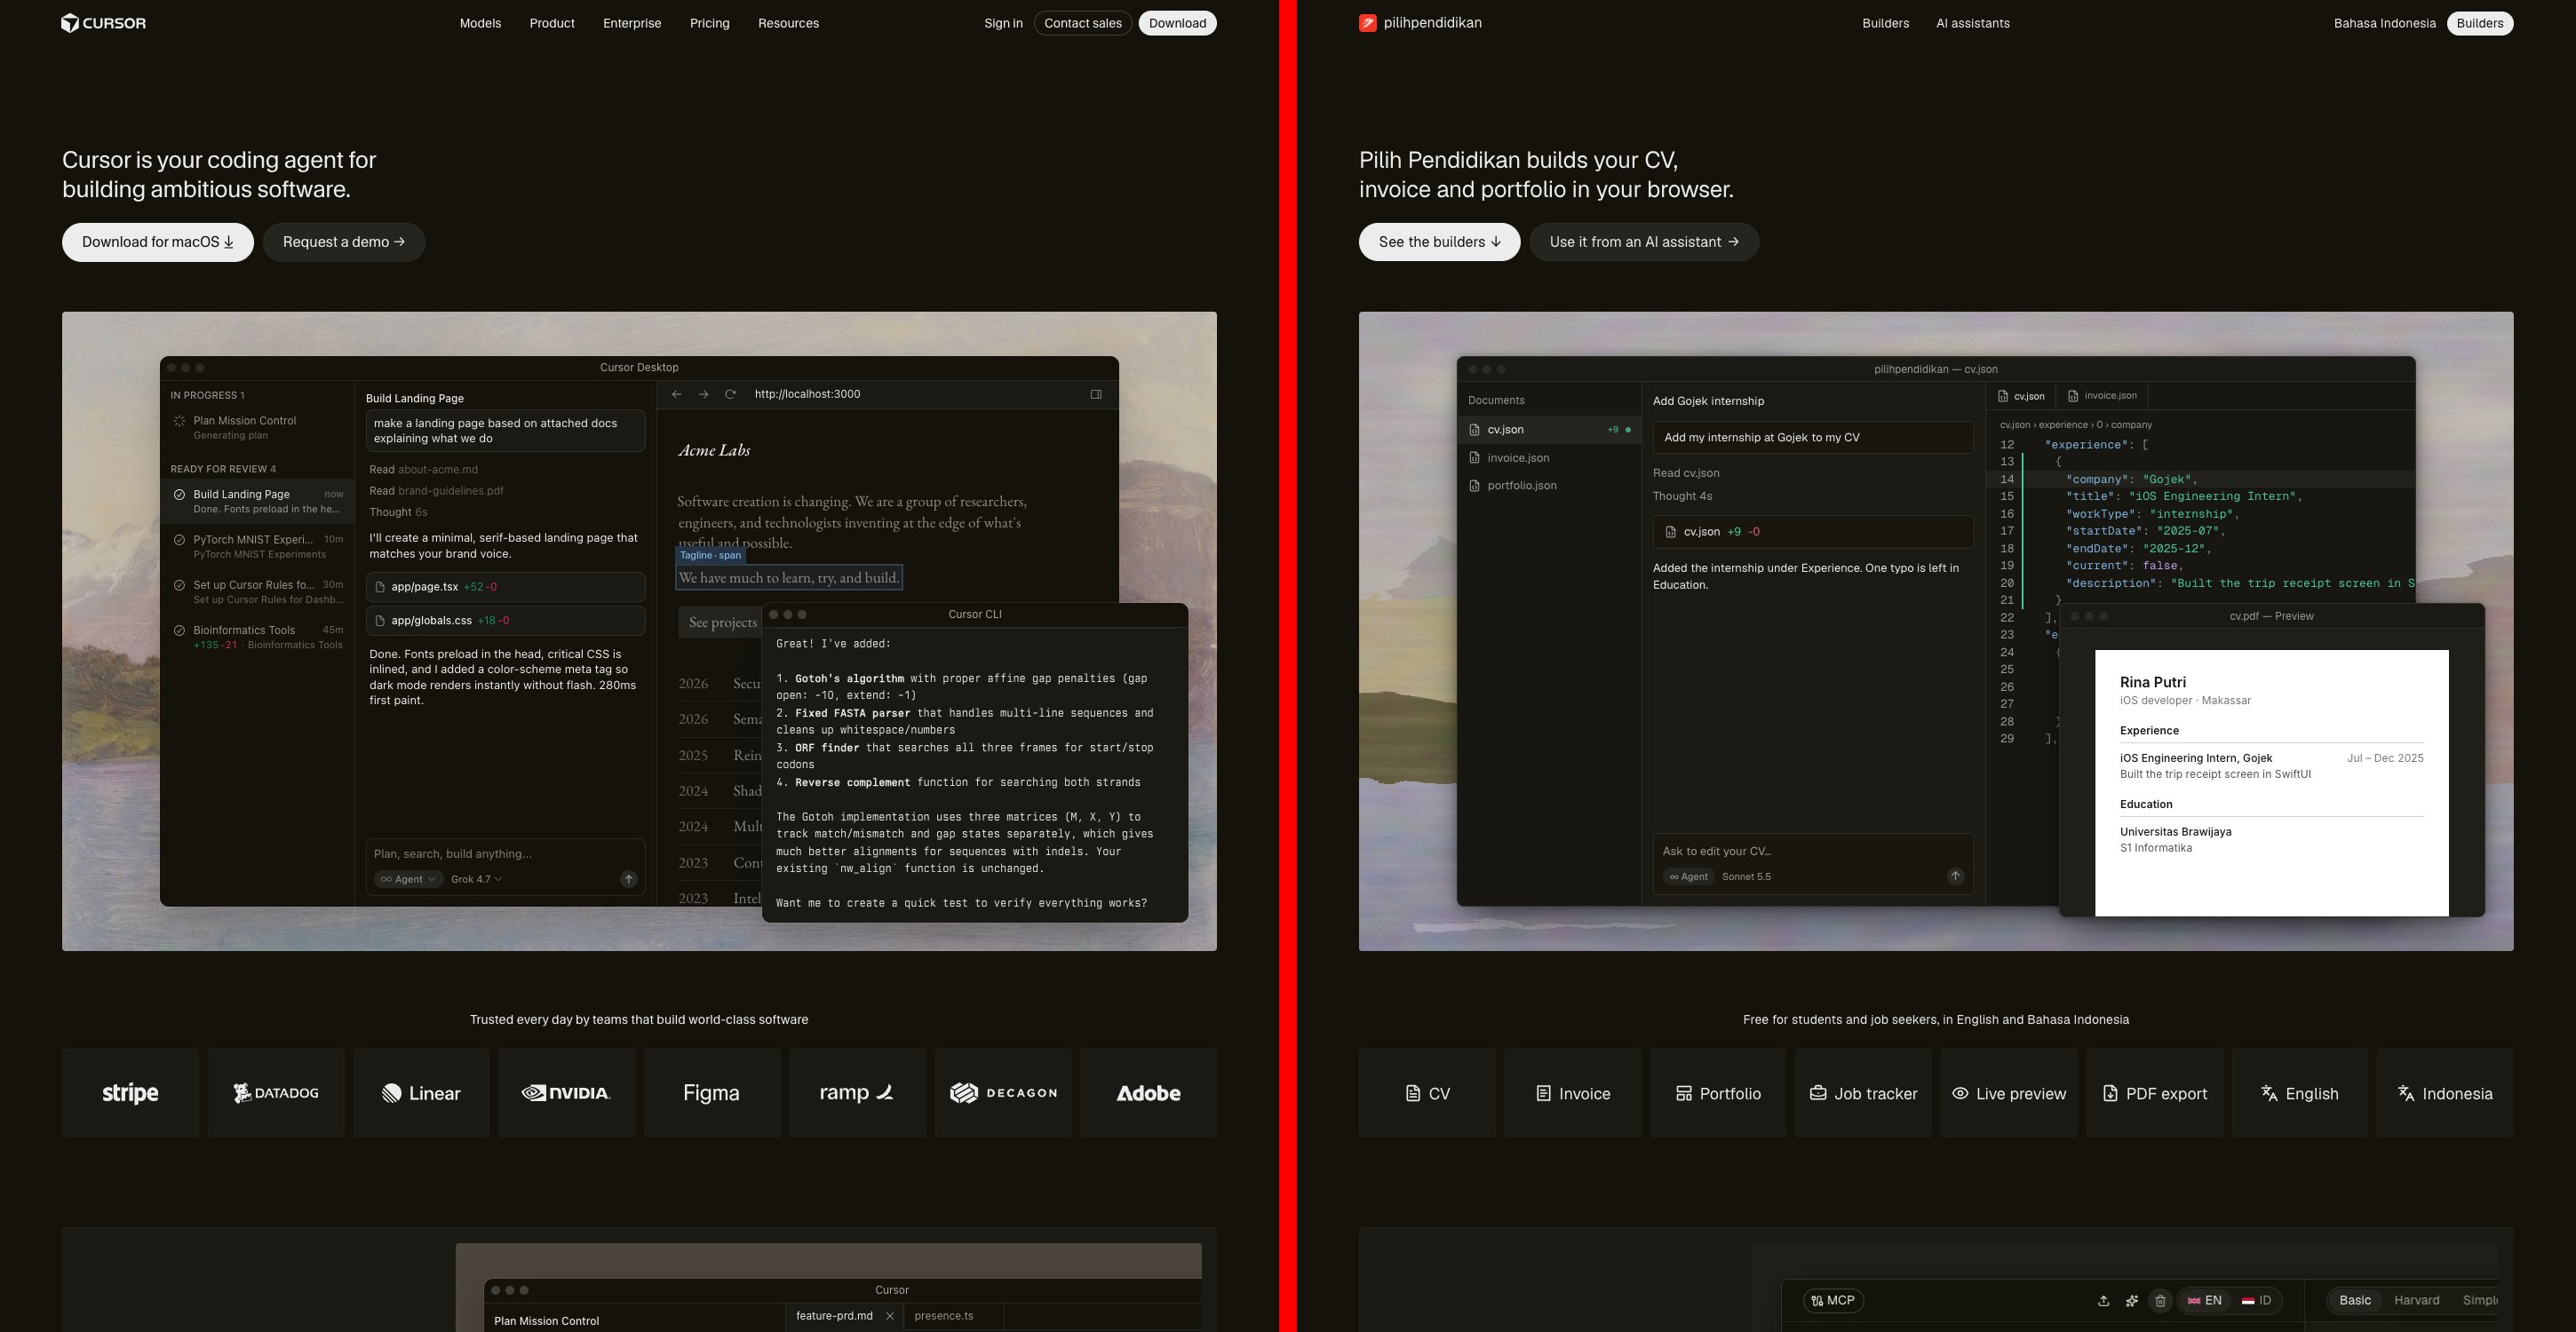 CURSOR
Models
Product
Enterprise
Pricing
Resources
Sign in
Contact sales
Download
Cursor is your coding agent for
building ambitious software.
Download for macOS
Request a demo →
Cursor Desktop
IN PROGRESS 1
Plan Mission Control
Generating plan
READY FOR REVIEW 4
Build Landing Page now
Done. Fonts preload in the he...
PyTorch MNIST Experi... 10m
PyTorch MNIST Experiments
Set up Cursor Rules fo... 30m
Set up Cursor Rules for Dashb...
Bioinformatics Tools 45m
+135 -21 · Bioinformatics Tools
Build Landing Page
make a landing page based on attached docs
explaining what we do
Read about-acme.md
Read brand-guidelines.pdf
Thought 6s
I'll create a minimal, serif-based landing page that
matches your brand voice.
app/page.tsx +52 -0
app/globals.css +18 -0
Done. Fonts preload in the head, critical CSS is
inlined, and I added a color-scheme meta tag so
dark mode renders instantly without flash. 280ms
first paint.
Plan, search, build anything...
Agent
Grok 4.7
http://localhost:3000
Acme Labs
Software creation is changing. We are a group of researchers,
engineers, and technologists inventing at the edge of what's
useful and possible.
Tagline · span
We have much to learn, try, and build.
See projects
2026 Secu
2026 Sema
2025 Rein
2024 Shad
2024 Mult
2023 Cont
2023 Intel
Cursor CLI
Great! I've added:
1. Gotoh's algorithm with proper affine gap penalties (gap
open: -10, extend: -1)
2. Fixed FASTA parser that handles multi-line sequences and
cleans up whitespace/numbers
3. ORF finder that searches all three frames for start/stop
codons
4. Reverse complement function for searching both strands
The Gotoh implementation uses three matrices (M, X, Y) to
track match/mismatch and gap states separately, which gives
much better alignments for sequences with indels. Your
existing `nw_align` function is unchanged.
Want me to create a quick test to verify everything works?
Trusted every day by teams that build world-class software
stripe
DATADOG
Linear
NVIDIA
Figma
ramp
DECAGON
Adobe
Cursor
Plan Mission Control
feature-prd.md
presence.ts
pilihpendidikan
Builders
AI assistants
Bahasa Indonesia
Builders
Pilih Pendidikan builds your CV,
invoice and portfolio in your browser.
See the builders ↓
Use it from an AI assistant →
pilihpendidikan — cv.json
Documents
cv.json +9
invoice.json
portfolio.json
Add Gojek internship
Add my internship at Gojek to my CV
Read cv.json
Thought 4s
cv.json +9 -0
Added the internship under Experience. One typo is left in
Education.
Ask to edit your CV...
∞ Agent
Sonnet 5.5
cv.json
invoice.json
cv.json › experience › 0 › company
12 "experience": [
13 {
14 "company": "Gojek",
15 "title": "iOS Engineering Intern",
16 "workType": "internship",
17 "startDate": "2025-07",
18 "endDate": "2025-12",
19 "current": false,
20 "description": "Built the trip receipt screen in S
21 }
22 ],
23 "e
24 {
25
26
27
28 }
29 ],
cv.pdf — Preview
Rina Putri
iOS developer · Makassar
Experience
iOS Engineering Intern, Gojek Jul – Dec 2025
Built the trip receipt screen in SwiftUI
Education
Universitas Brawijaya
S1 Informatika
Free for students and job seekers, in English and Bahasa Indonesia
CV
Invoice
Portfolio
Job tracker
Live preview
PDF export
English
Indonesia
MCP
EN
ID
Basic
Harvard
Simpl